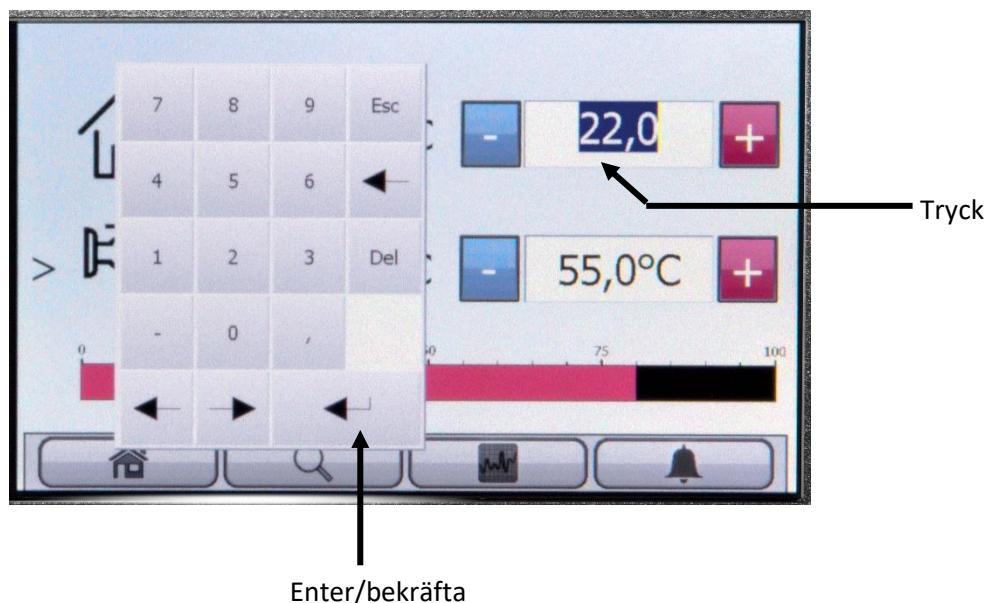 7 8 9 Esc
- 22,0 +
4 5 6
Tryck
1 2 3 Del
> - 55,0°C +
- 0 ,
0 75 100
Enter/bekräfta